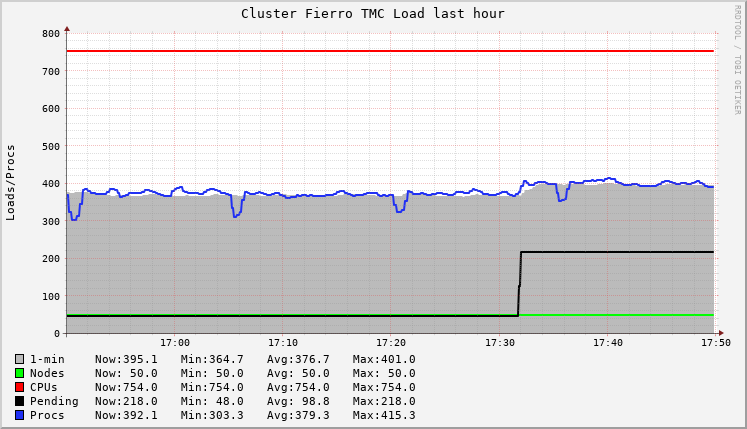 Cluster Fierro TMC Load last hour
RRDTOOL / TOBI OETIKER
Loads/Procs
800
700
600
500
400
300
200
100
0
17:00 17:10 17:20 17:30 17:40 17:50
1-min Now:395.1 Min:364.7 Avg:376.7 Max:401.0
Nodes Now: 50.0 Min: 50.0 Avg: 50.0 Max: 50.0
CPUs Now:754.0 Min:754.0 Avg:754.0 Max:754.0
Pending Now:218.0 Min: 48.0 Avg: 98.8 Max:218.0
Procs Now:392.1 Min:303.3 Avg:379.3 Max:415.3